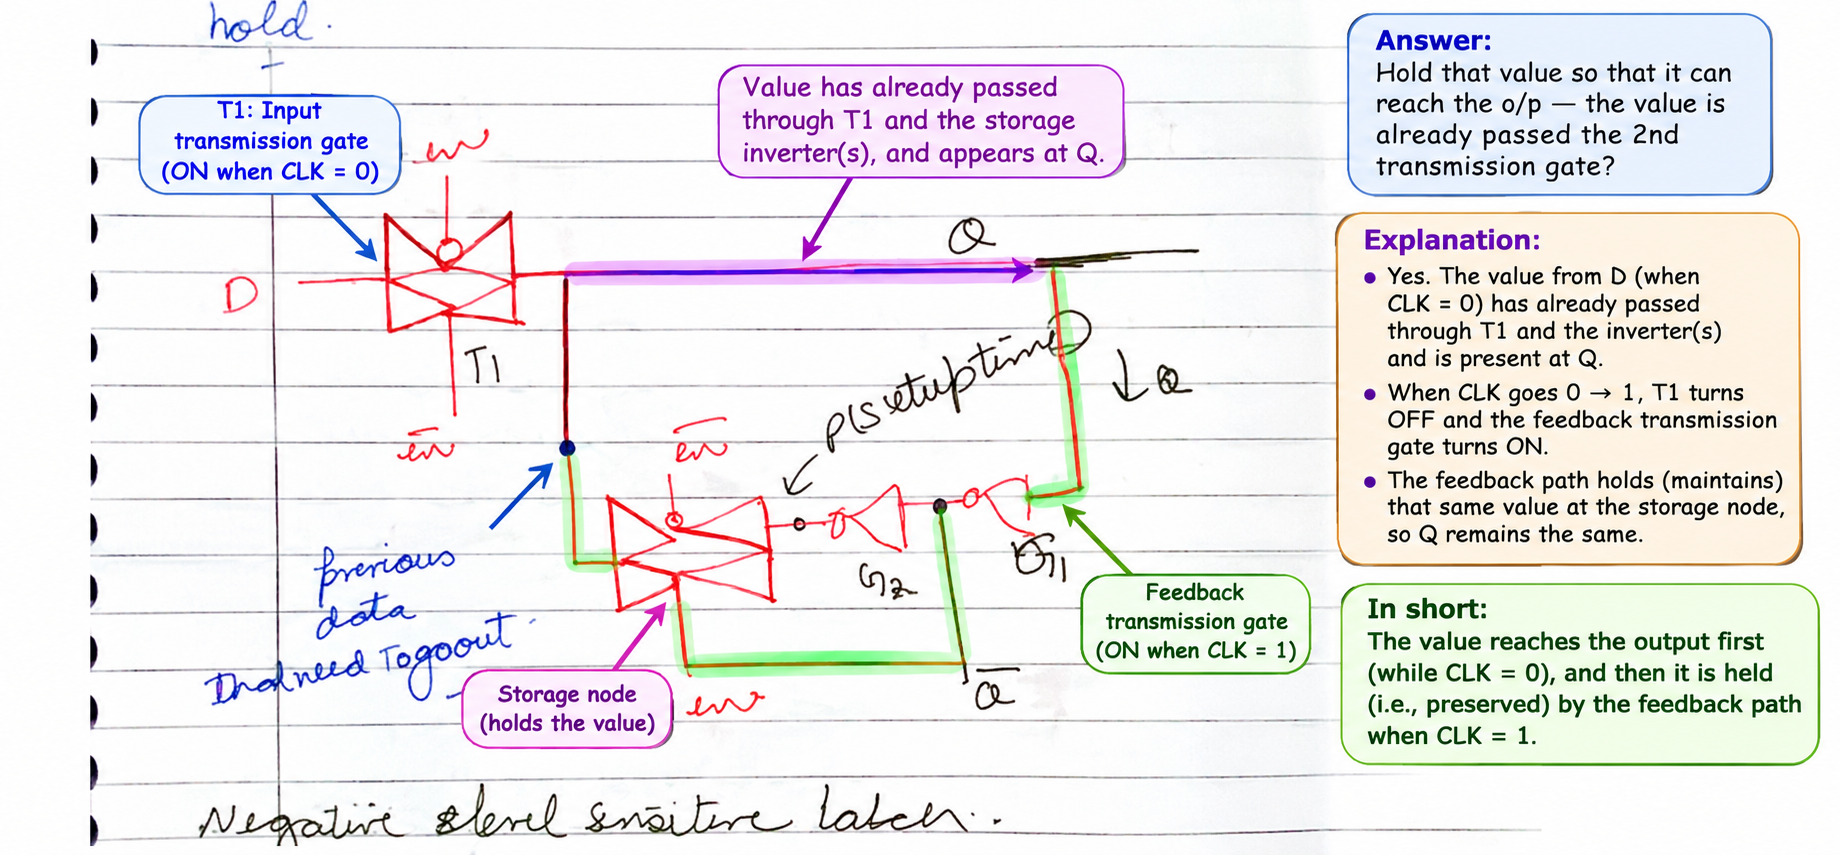 hold.
T1: Input
transmission gate
(ON when CLK = 0)
en
Value has already passed
through T1 and the storage
inverter(s), and appears at Q.
Q
D
T1
e̅n̅
e̅n̅
p(setuptime)
↓ Q
G1
G2
previous
data
need To go out
Storage node
(holds the value)
en
Q̅
Feedback
transmission gate
(ON when CLK = 1)
Negative level sensitive latch..
Answer:
Hold that value so that it can
reach the o/p — the value is
already passed the 2nd
transmission gate?
Explanation:
• Yes. The value from D (when
CLK = 0) has already passed
through T1 and the inverter(s)
and is present at Q.
• When CLK goes 0 → 1, T1 turns
OFF and the feedback transmission
gate turns ON.
• The feedback path holds (maintains)
that same value at the storage node,
so Q remains the same.
In short:
The value reaches the output first
(while CLK = 0), and then it is held
(i.e., preserved) by the feedback path
when CLK = 1.